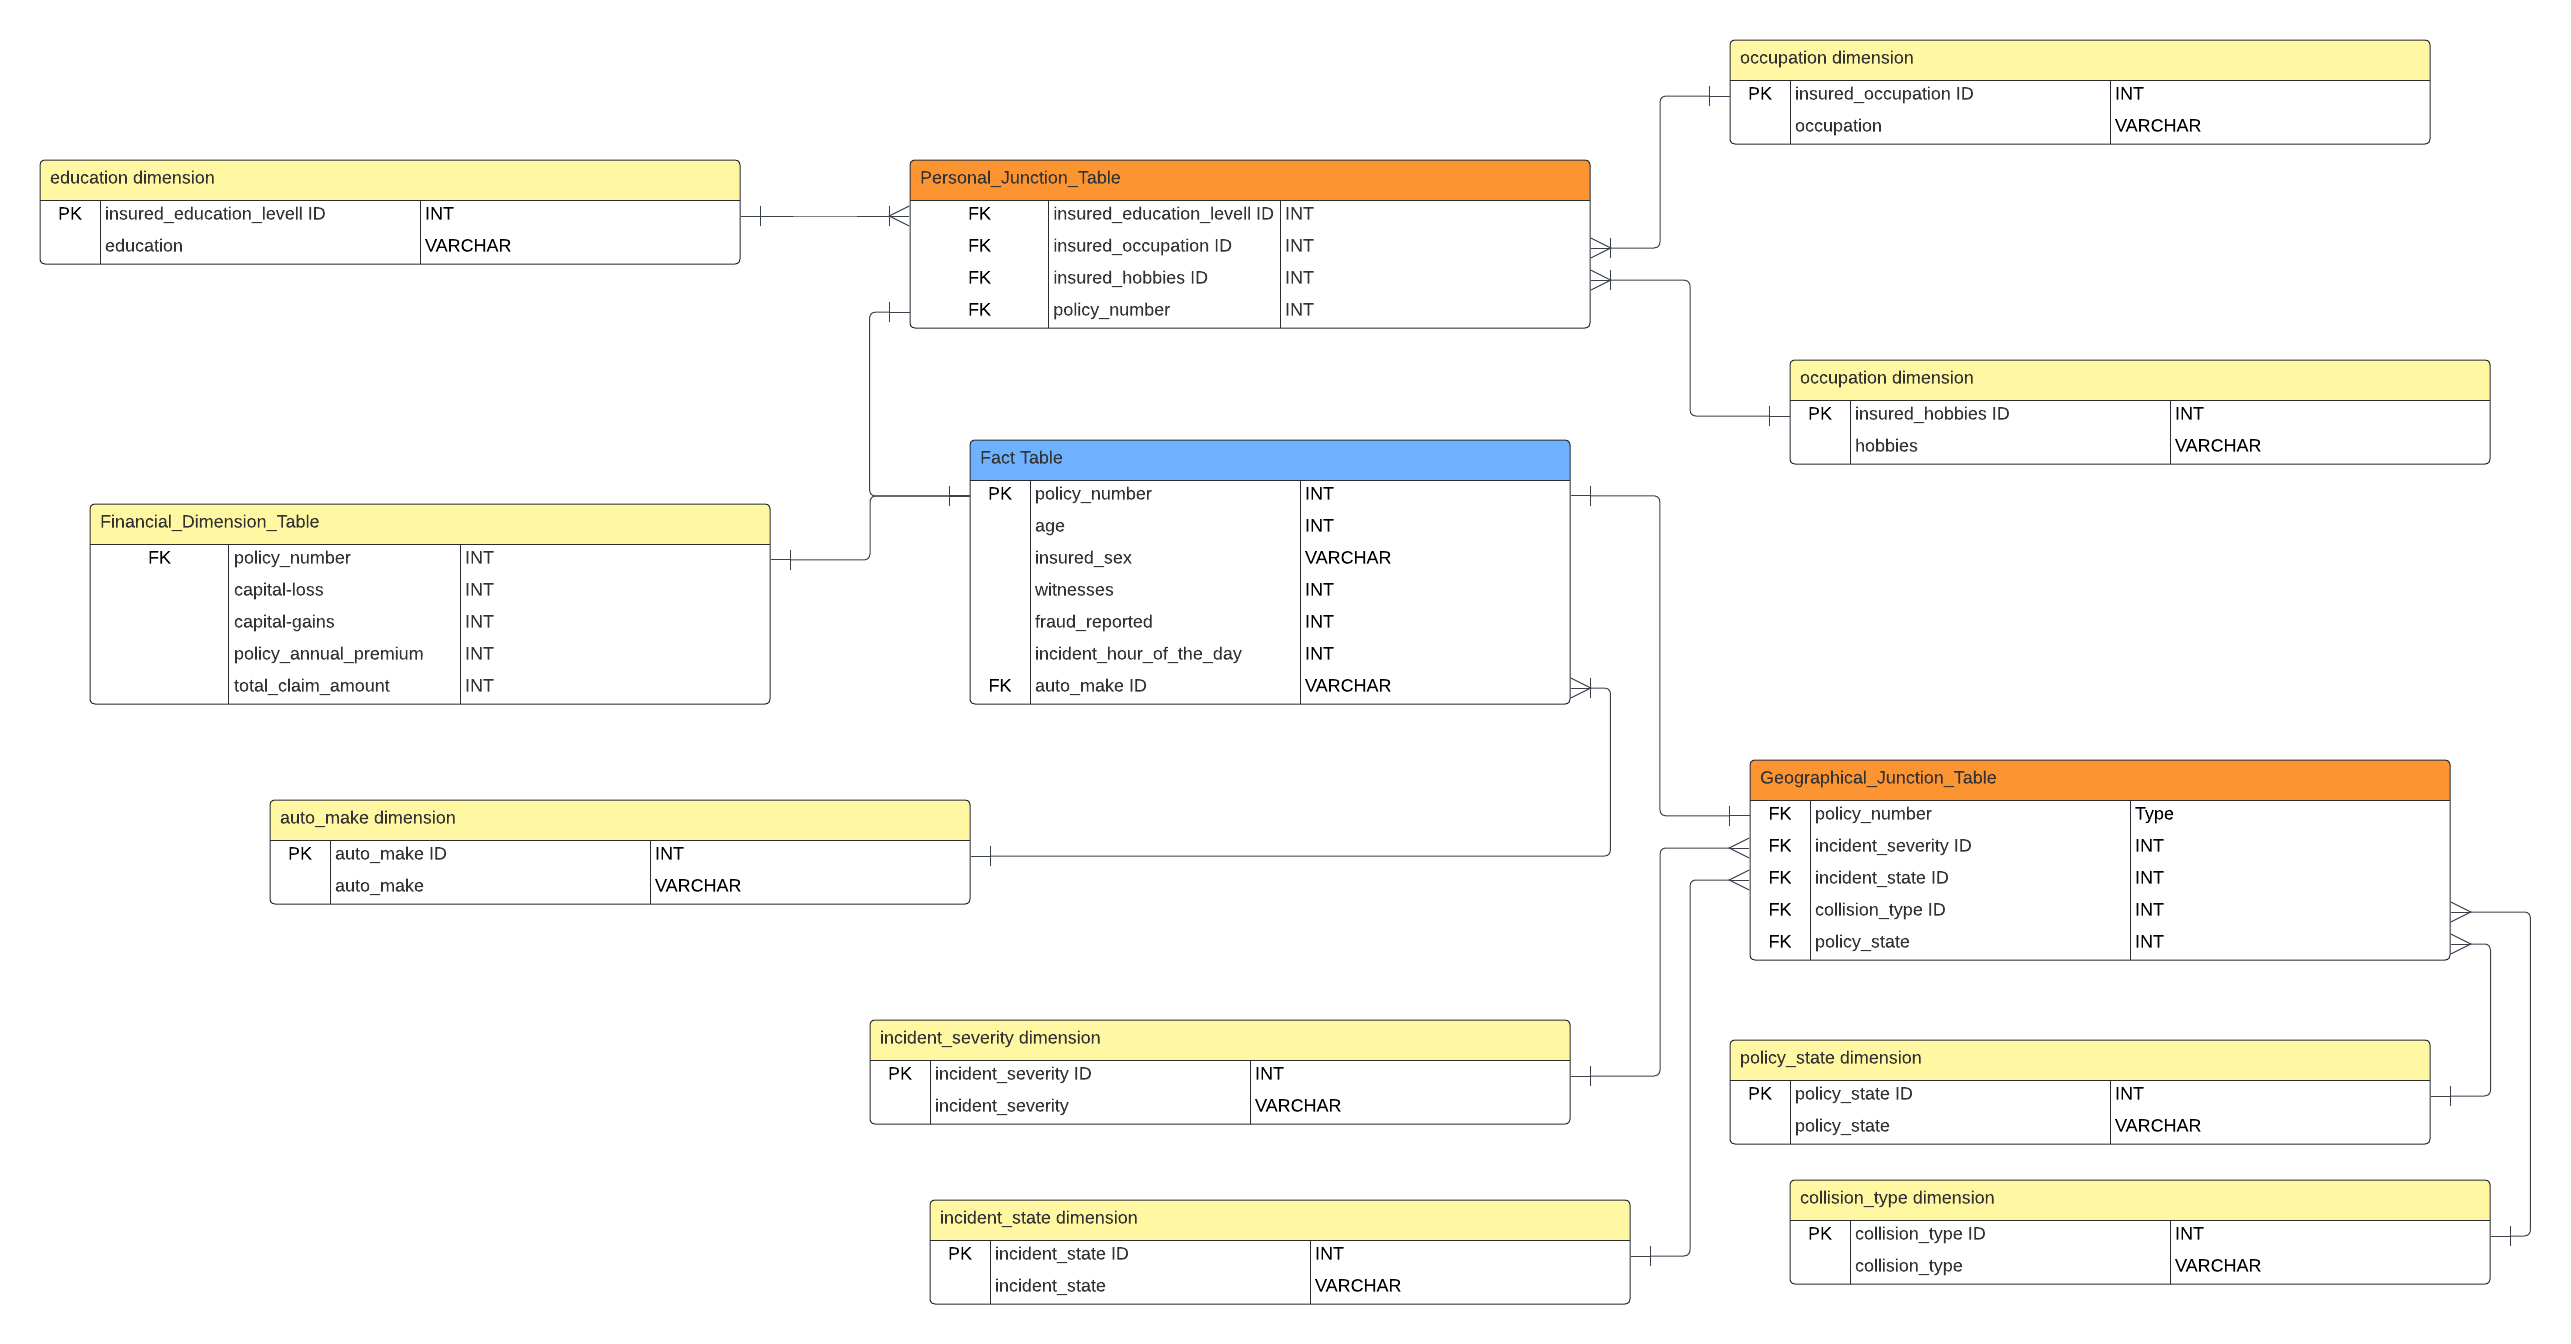 occupation dimension
PK insured_occupation ID INT
occupation VARCHAR
education dimension
PK insured_education_levell ID INT
education VARCHAR
Personal_Junction_Table
FK insured_education_levell ID INT
FK insured_occupation ID INT
FK insured_hobbies ID INT
FK policy_number INT
occupation dimension
PK insured_hobbies ID INT
hobbies VARCHAR
Fact Table
PK policy_number INT
age INT
insured_sex VARCHAR
witnesses INT
fraud_reported INT
incident_hour_of_the_day INT
FK auto_make ID VARCHAR
Financial_Dimension_Table
FK policy_number INT
capital-loss INT
capital-gains INT
policy_annual_premium INT
total_claim_amount INT
Geographical_Junction_Table
FK policy_number Type
FK incident_severity ID INT
FK incident_state ID INT
FK collision_type ID INT
FK policy_state INT
auto_make dimension
PK auto_make ID INT
auto_make VARCHAR
incident_severity dimension
PK incident_severity ID INT
incident_severity VARCHAR
policy_state dimension
PK policy_state ID INT
policy_state VARCHAR
collision_type dimension
PK collision_type ID INT
collision_type VARCHAR
incident_state dimension
PK incident_state ID INT
incident_state VARCHAR